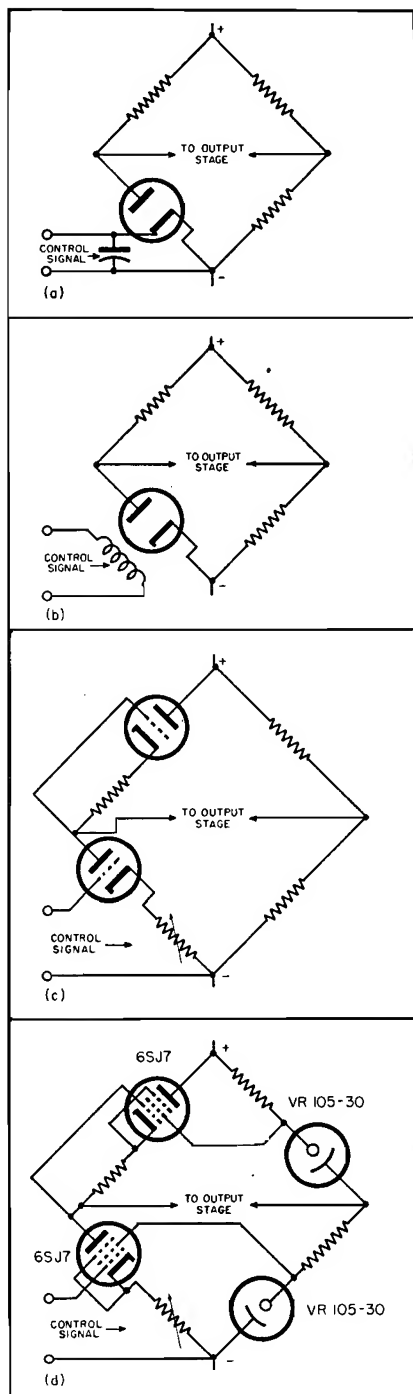 +
TO OUTPUT
STAGE
CONTROL
SIGNAL
-
(a)
+
TO OUTPUT
STAGE
CONTROL
SIGNAL
-
(b)
+
TO OUTPUT
STAGE
CONTROL
SIGNAL
-
(c)
6SJ7
+
VR 105-30
TO OUTPUT
STAGE
6SJ7
VR 105-30
CONTROL
SIGNAL
-
(d)